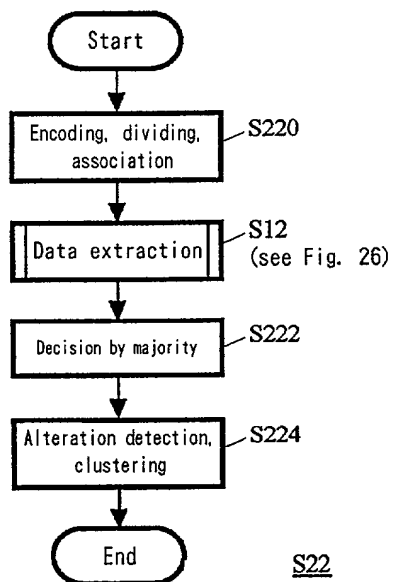 Start
Encoding, dividing,
association
S220
Data extraction
S12
(see Fig. 26)
Decision by majority
S222
Alteration detection,
clustering
S224
End
S22